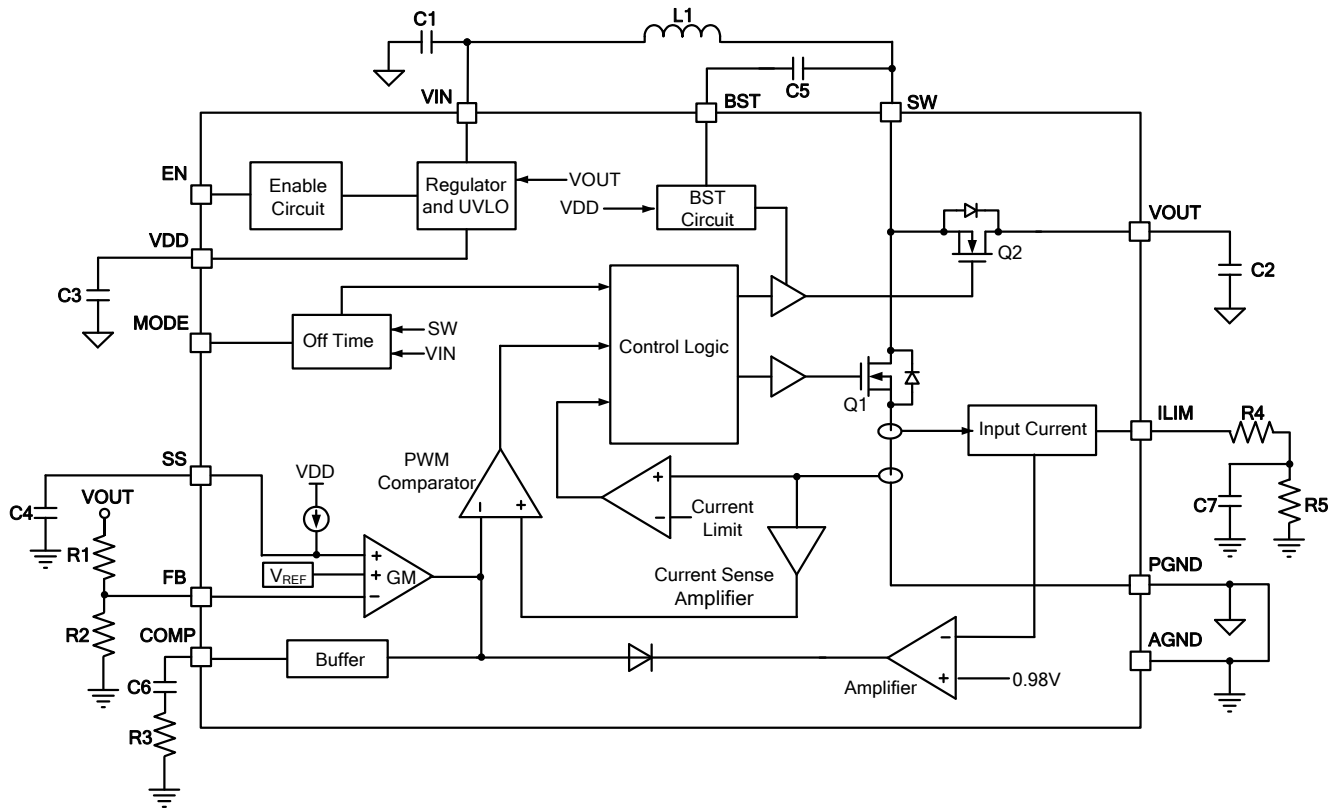 C1
L1
C5
VIN
BST
SW
EN
Enable
Circuit
Regulator
and UVLO
VOUT
VDD
BST
Circuit
VOUT
VDD
Q2
C2
C3
MODE
Off Time
SW
VIN
Control Logic
Q1
Input Current
ILIM
R4
SS
VDD
PWM
Comparator
+
−
Current
Limit
C7
R5
C4
VOUT
R1
− +
FB
VREF
+
+
−
GM
Current Sense
Amplifier
PGND
R2
COMP
Buffer
−
+
Amplifier
0.98V
AGND
C6
R3